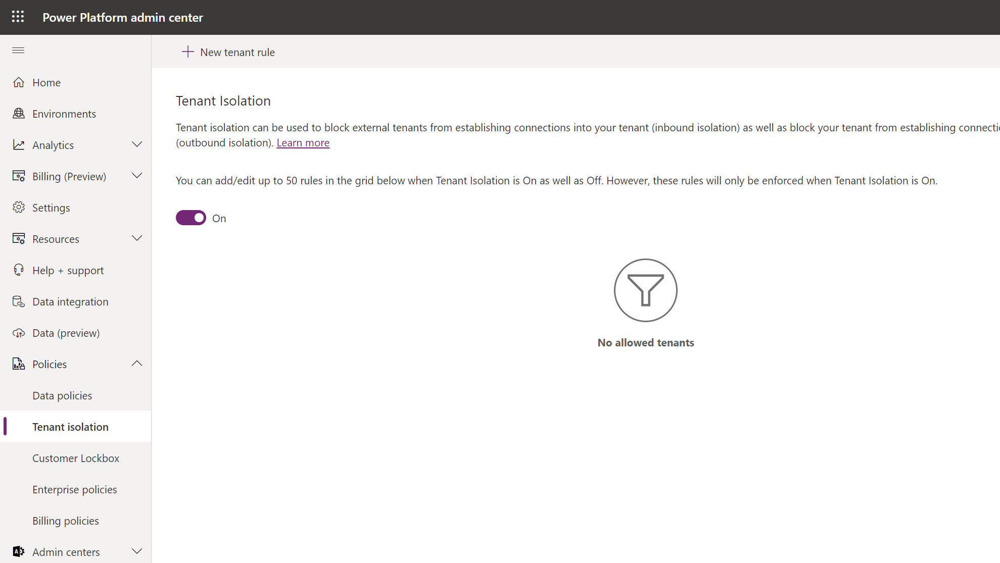 Power Platform admin center
New tenant rule
Home
Environments
Analytics
Billing (Preview)
Settings
Resources
Help + support
Data integration
Data (preview)
Policies
Data policies
Tenant isolation
Customer Lockbox
Enterprise policies
Billing policies
Admin centers
Tenant Isolation
Tenant isolation can be used to block external tenants from establishing connections into your tenant (inbound isolation) as well as block your tenant from establishing connectio
(outbound isolation). Learn more
You can add/edit up to 50 rules in the grid below when Tenant Isolation is On as well as Off. However, these rules will only be enforced when Tenant Isolation is On.
On
No allowed tenants